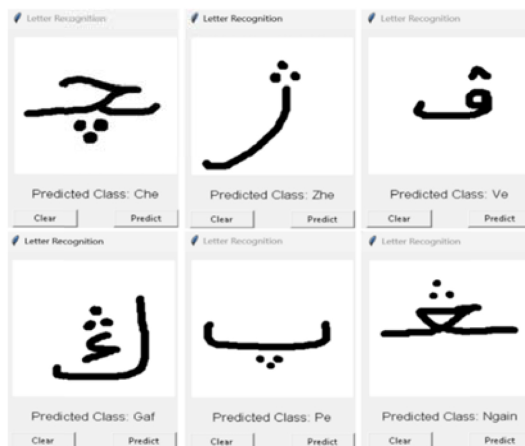 Letter Recognition
ـچـ
Predicted Class: Che
Clear Predict
Letter Recognition
ژ
Predicted Class: Zhe
Clear Predict
Letter Recognition
ڤ
Predicted Class: Ve
Clear Predict
Letter Recognition
ڭ
Predicted Class: Gaf
Clear Predict
Letter Recognition
پ
Predicted Class: Pe
Clear Predict
Letter Recognition
ـڠـ
Predicted Class: Ngain
Clear Predict